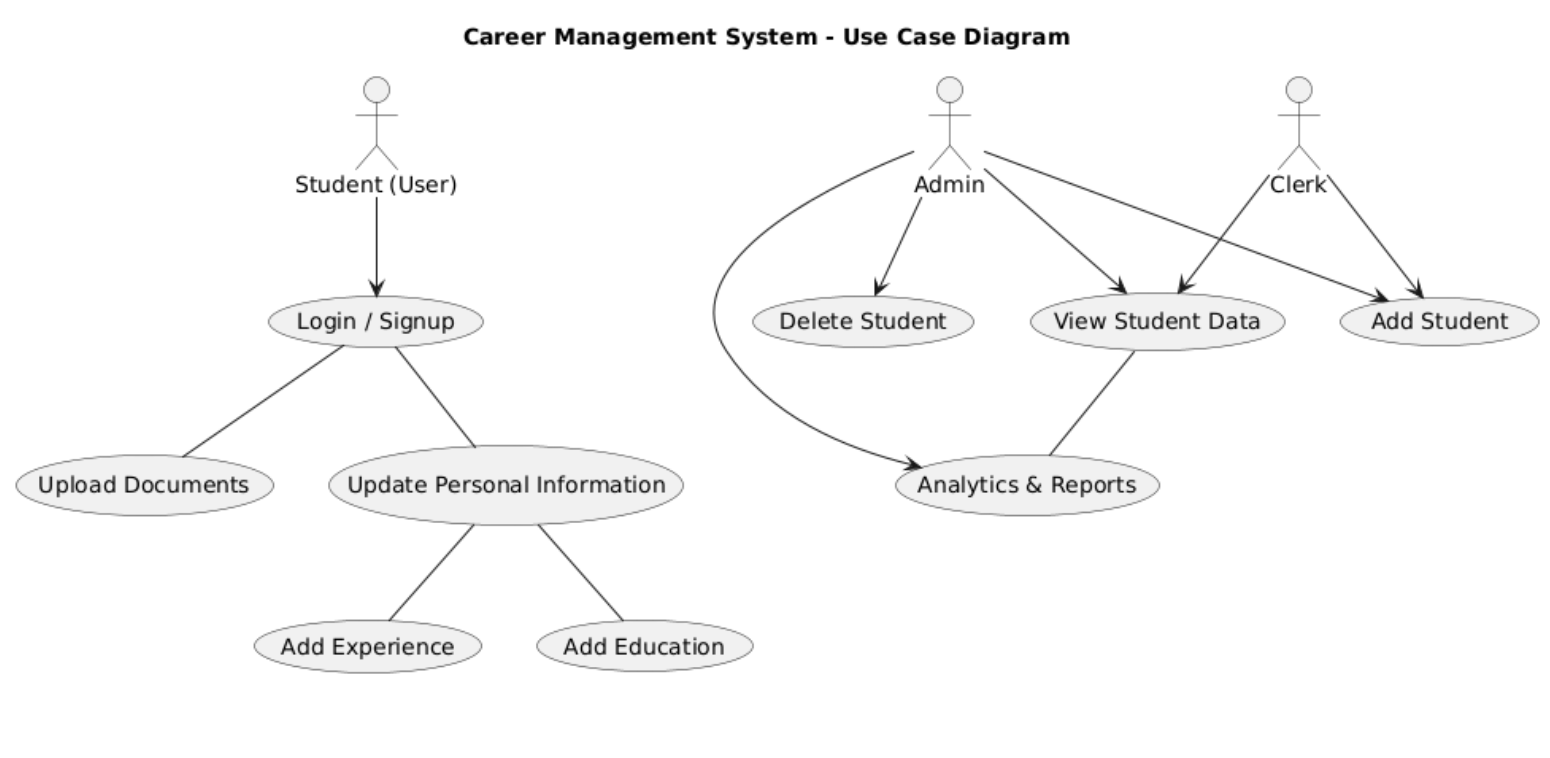 Career Management System - Use Case Diagram
Student (User)
Admin
Clerk
Login / Signup
Delete Student
View Student Data
Add Student
Upload Documents
Update Personal Information
Analytics & Reports
Add Experience
Add Education